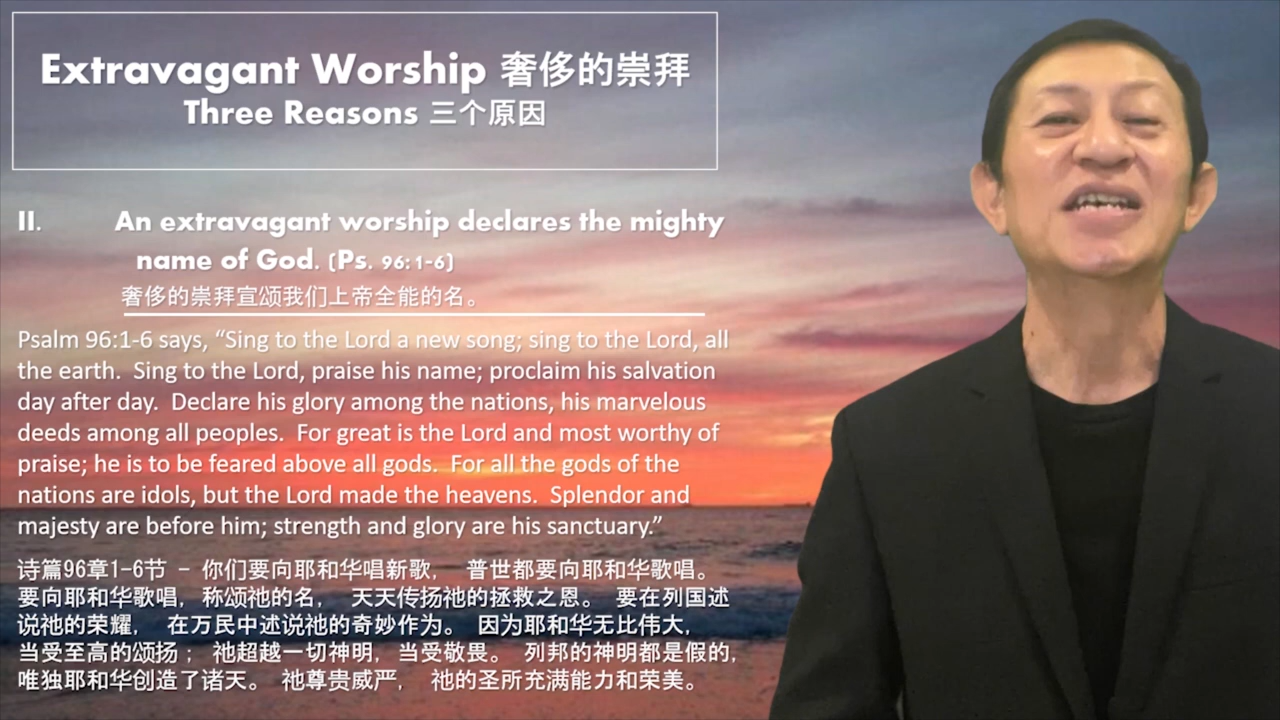 Extravagant Worship 奢侈的崇拜
Three Reasons 三个原因
II. An extravagant worship declares the mighty
name of God. (Ps. 96:1-6)
奢侈的崇拜宣颂我们上帝全能的名。
Psalm 96:1-6 says, “Sing to the Lord a new song; sing to the Lord, all
the earth. Sing to the Lord, praise his name; proclaim his salvation
day after day. Declare his glory among the nations, his marvelous
deeds among all peoples. For great is the Lord and most worthy of
praise; he is to be feared above all gods. For all the gods of the
nations are idols, but the Lord made the heavens. Splendor and
majesty are before him; strength and glory are his sanctuary.”
诗篇96章1-6节 - 你们要向耶和华唱新歌, 普世都要向耶和华歌唱。
要向耶和华歌唱, 称颂祂的名, 天天传扬祂的拯救之恩。 要在列国述
说祂的荣耀, 在万民中述说祂的奇妙作为。 因为耶和华无比伟大,
当受至高的颂扬； 祂超越一切神明, 当受敬畏。 列邦的神明都是假的,
唯独耶和华创造了诸天。 祂尊贵威严, 祂的圣所充满能力和荣美。